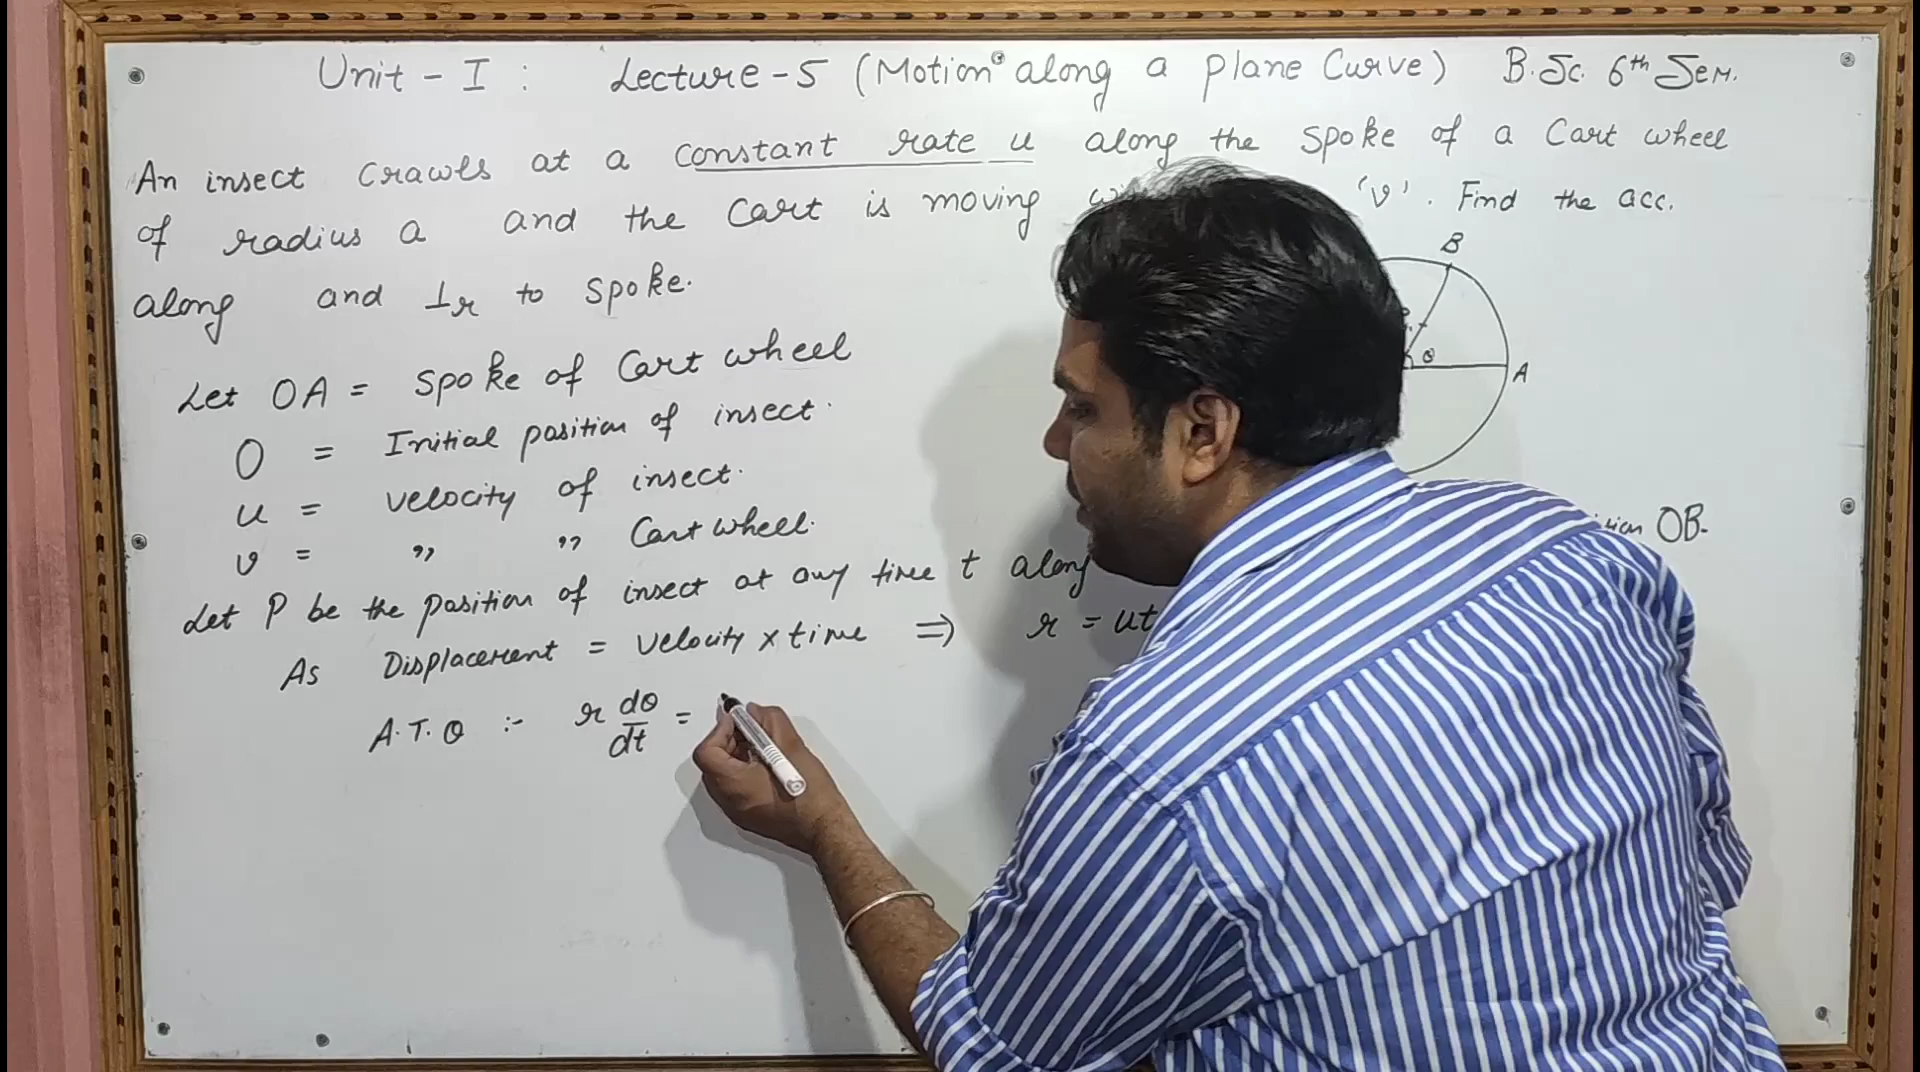 Unit - I : Lecture - 5 (Motion along a plane Curve) B.Sc. 6th Sem.
An insect crawls at a constant rate u along the spoke of a Cart wheel
of radius a and the Cart is moving 'v'. Find the acc.
along and ⊥r to spoke.
B
θ
A
Let OA = spoke of Cart wheel
O = Initial position of insect.
u = velocity of insect.
v = ,, ,, Cart wheel.
Let P be the position of insect at any time t along OB.
As Displacement = velocity × time ⇒ r = ut
A.T.Q :- r dθ/dt =